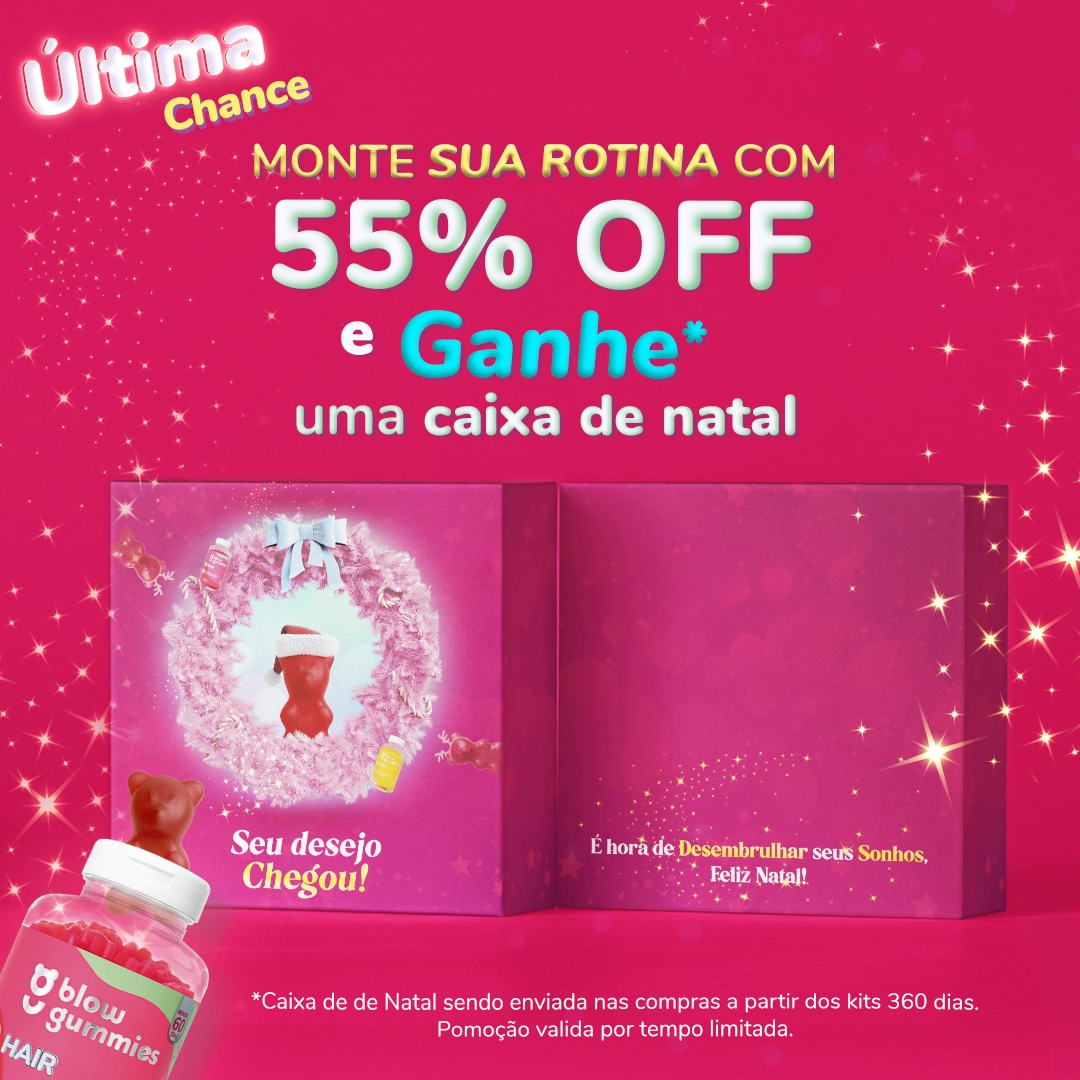 Última
Chance
MONTE SUA ROTINA COM
55% OFF
e Ganhe*
uma caixa de natal
Seu desejo
Chegou!
É hora de Desembrulhar seus Sonhos,
Feliz Natal!
blow
gummies
60
HAIR
*Caixa de de Natal sendo enviada nas compras a partir dos kits 360 dias.
Pomoção valida por tempo limitada.